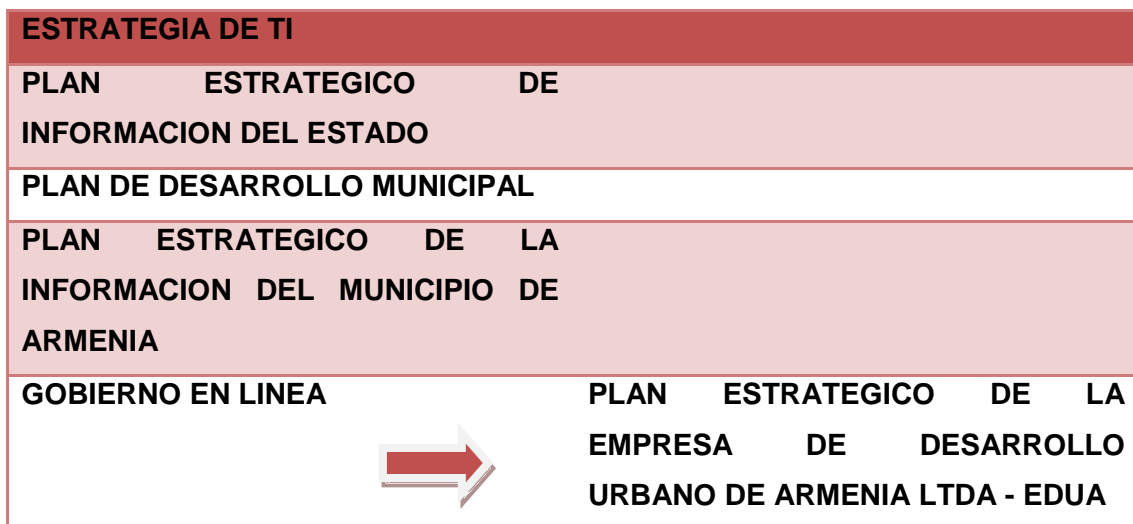 ESTRATEGIA DE TI
PLAN ESTRATEGICO DE
INFORMACION DEL ESTADO
PLAN DE DESARROLLO MUNICIPAL
PLAN ESTRATEGICO DE LA
INFORMACION DEL MUNICIPIO DE
ARMENIA
GOBIERNO EN LINEA
PLAN ESTRATEGICO DE LA
EMPRESA DE DESARROLLO
URBANO DE ARMENIA LTDA - EDUA